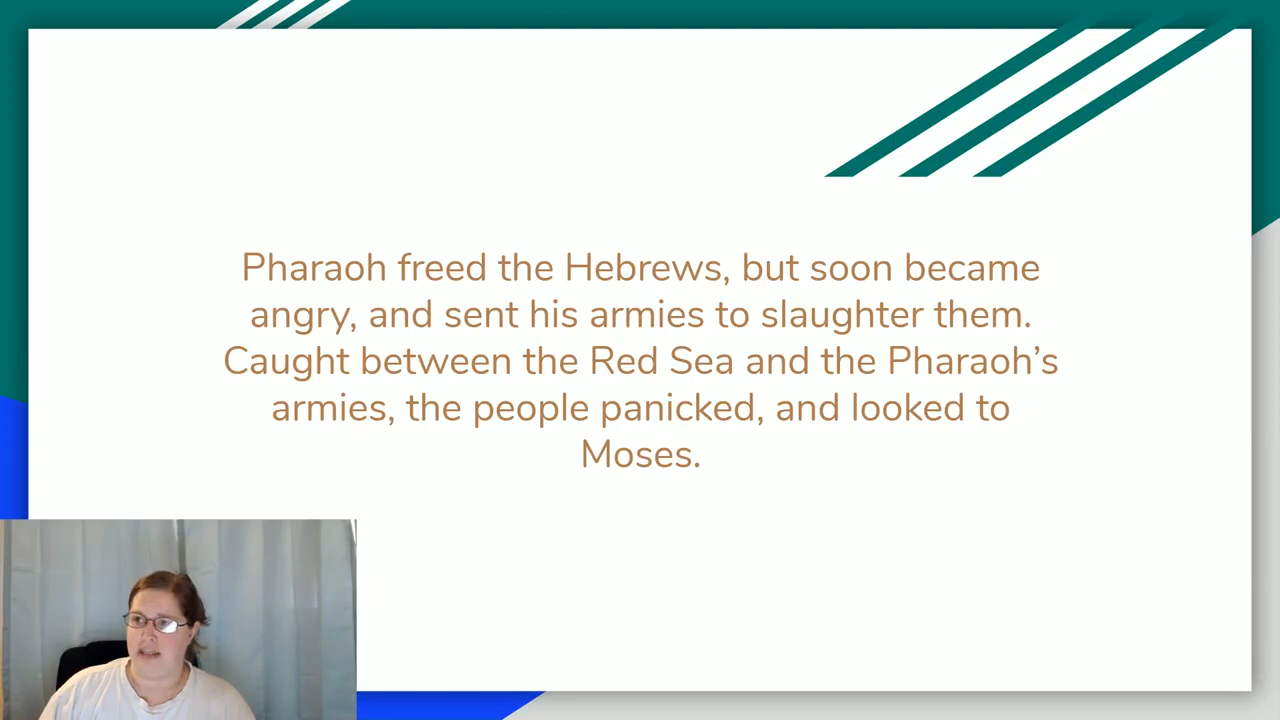 Pharaoh freed the Hebrews, but soon became
angry, and sent his armies to slaughter them.
Caught between the Red Sea and the Pharaoh’s
armies, the people panicked, and looked to
Moses.